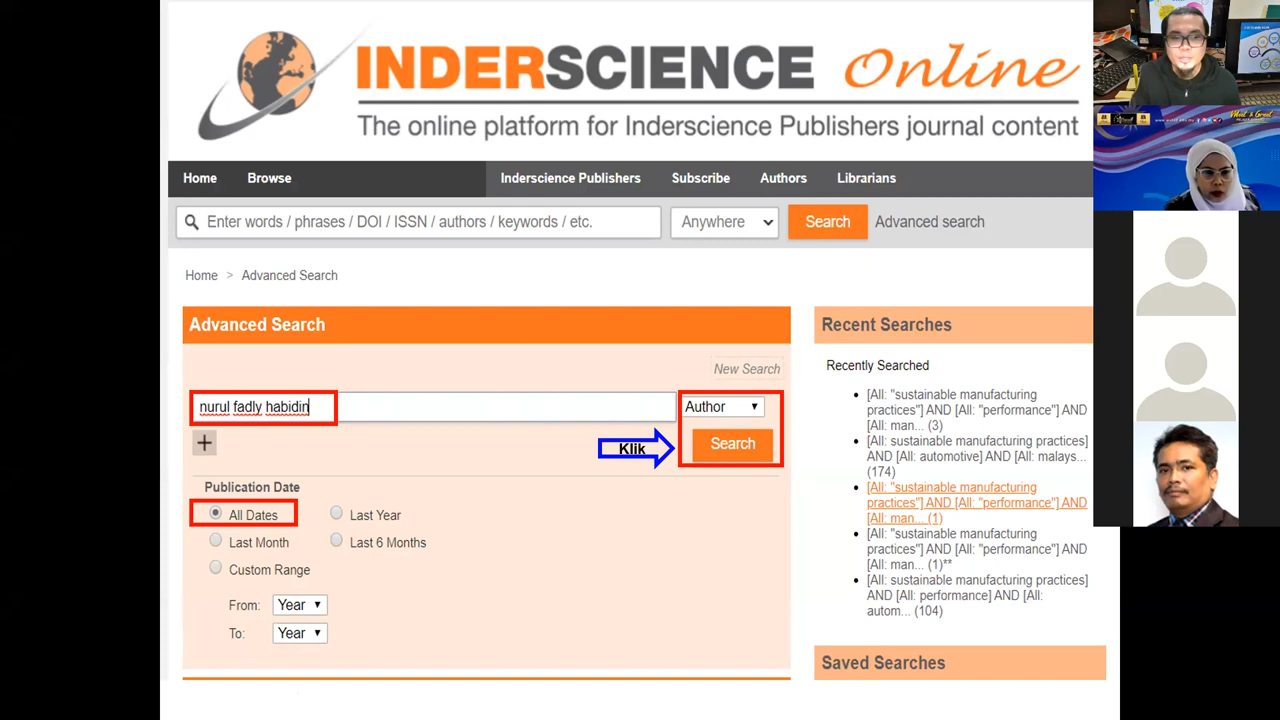 INDERSCIENCE Online
The online platform for Inderscience Publishers journal content
Home Browse Inderscience Publishers Subscribe Authors Librarians
Enter words / phrases / DOI / ISSN / authors / keywords / etc. Anywhere Search Advanced search
Home > Advanced Search
Advanced Search
New Search
nurul fadly habidin Author
+ Klik Search
Publication Date
All Dates Last Year
Last Month Last 6 Months
Custom Range
From: Year
To: Year
Recent Searches
Recently Searched
[All: "sustainable manufacturing
practices"] AND [All: "performance"] AND
[All: man... (3)
[All: sustainable manufacturing practices]
AND [All: automotive] AND [All: malays...
(174)
[All: "sustainable manufacturing
practices"] AND [All: "performance"] AND
[All: man... (1)
[All: "sustainable manufacturing
practices"] AND [All: "performance"] AND
[All: man... (1)**
[All: sustainable manufacturing practices]
AND [All: performance] AND [All:
autom... (104)
Saved Searches